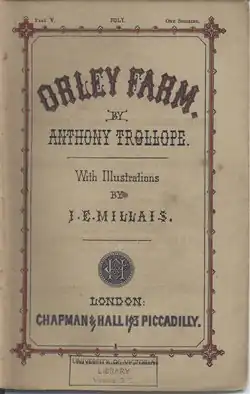 Part V. JULY. One Shilling.
ORLEY FARM.
BY
ANTHONY TROLLOPE.
With Illustrations
BY
J. E. MILLAIS.
LONDON:
CHAPMAN & HALL 193 PICCADILLY.
LIBRARY